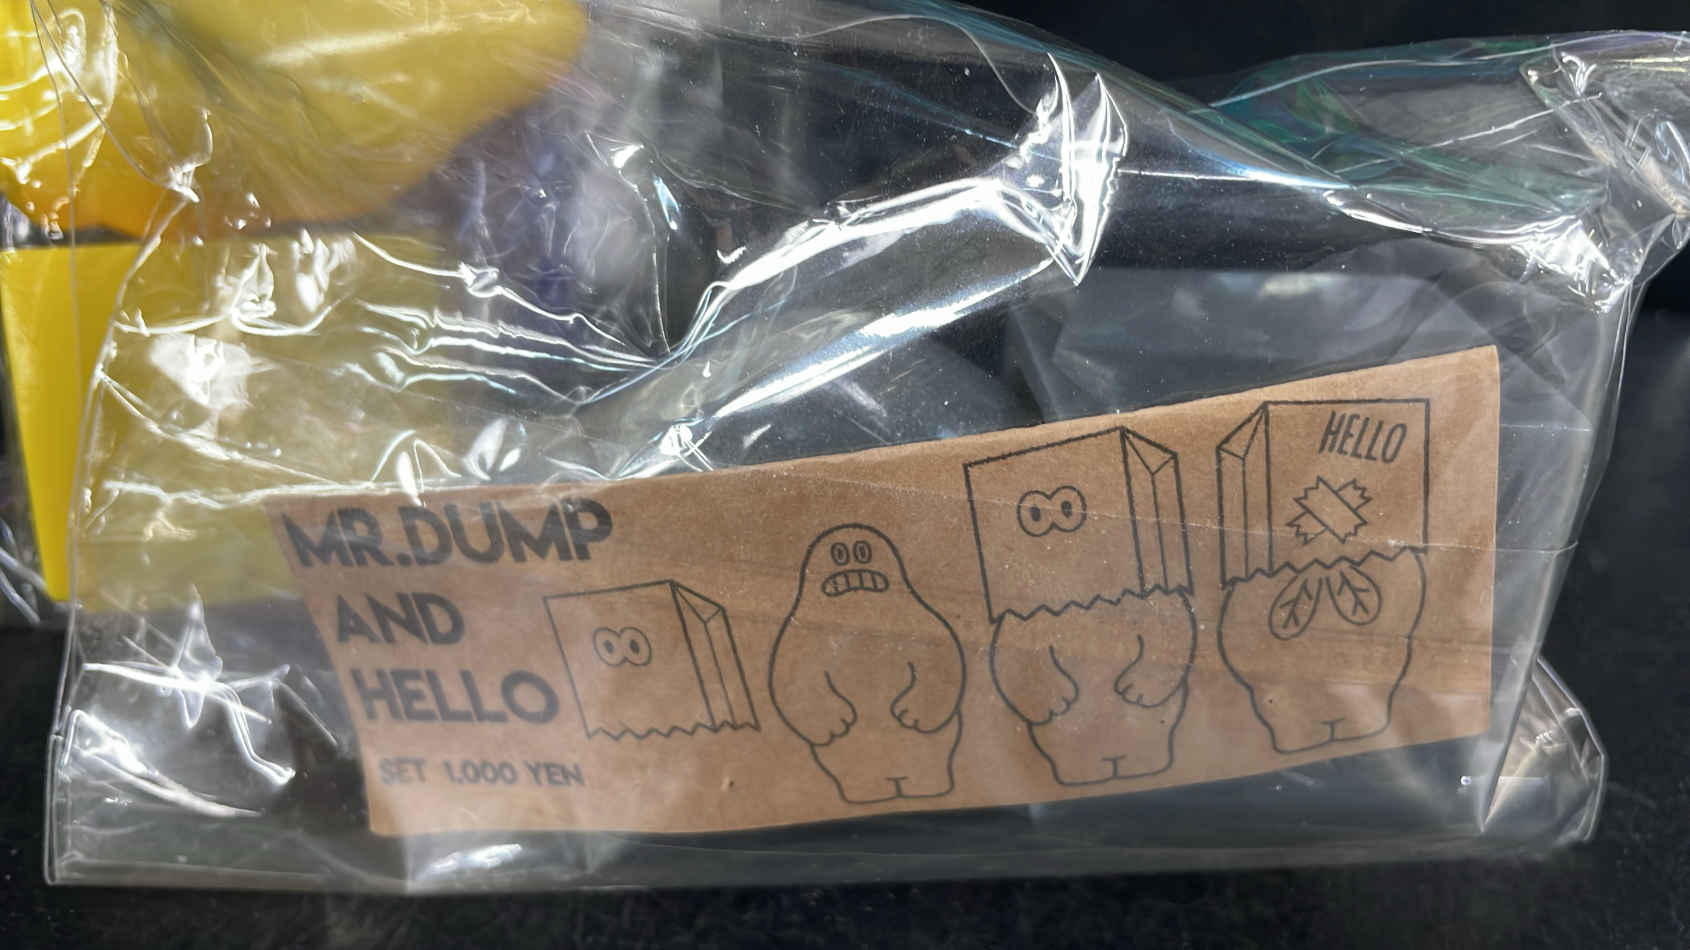 MR.DUMP
AND
HELLO
SET 1.000 YEN
HELLO